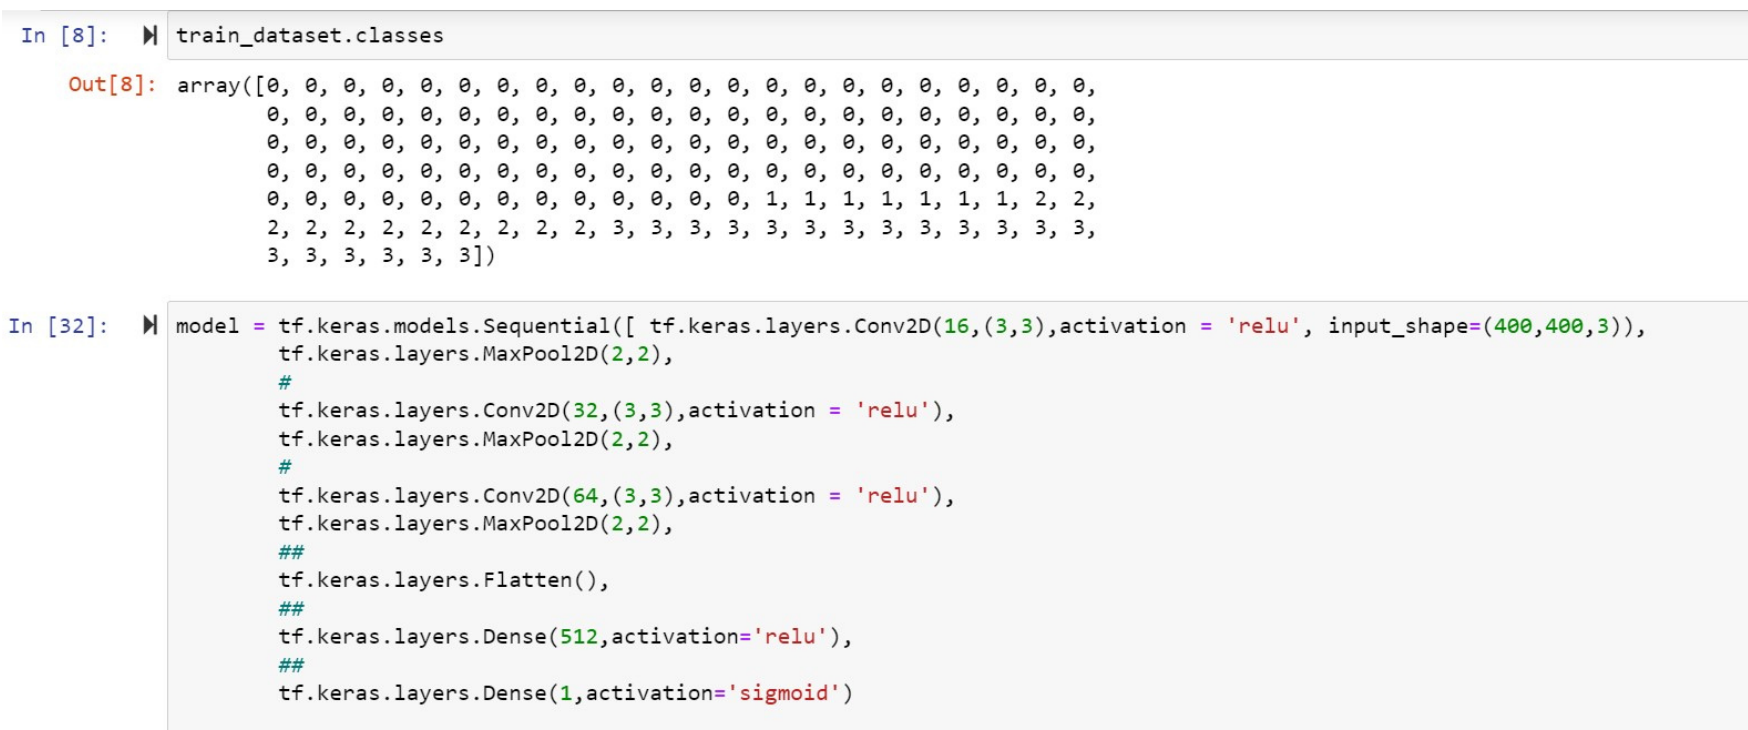 In [8]: train_dataset.classes
Out[8]: array([0, 0, 0, 0, 0, 0, 0, 0, 0, 0, 0, 0, 0, 0, 0, 0, 0, 0, 0, 0, 0, 0,
0, 0, 0, 0, 0, 0, 0, 0, 0, 0, 0, 0, 0, 0, 0, 0, 0, 0, 0, 0, 0, 0,
0, 0, 0, 0, 0, 0, 0, 0, 0, 0, 0, 0, 0, 0, 0, 0, 0, 0, 0, 0, 0, 0,
0, 0, 0, 0, 0, 0, 0, 0, 0, 0, 0, 0, 0, 0, 0, 0, 0, 0, 0, 0, 0, 0,
0, 0, 0, 0, 0, 0, 0, 0, 0, 0, 0, 0, 0, 1, 1, 1, 1, 1, 1, 1, 2, 2,
2, 2, 2, 2, 2, 2, 2, 2, 2, 3, 3, 3, 3, 3, 3, 3, 3, 3, 3, 3, 3, 3,
3, 3, 3, 3, 3, 3])
In [32]: model = tf.keras.models.Sequential([ tf.keras.layers.Conv2D(16,(3,3),activation = 'relu', input_shape=(400,400,3)),
tf.keras.layers.MaxPool2D(2,2),
#
tf.keras.layers.Conv2D(32,(3,3),activation = 'relu'),
tf.keras.layers.MaxPool2D(2,2),
#
tf.keras.layers.Conv2D(64,(3,3),activation = 'relu'),
tf.keras.layers.MaxPool2D(2,2),
##
tf.keras.layers.Flatten(),
##
tf.keras.layers.Dense(512,activation='relu'),
##
tf.keras.layers.Dense(1,activation='sigmoid')